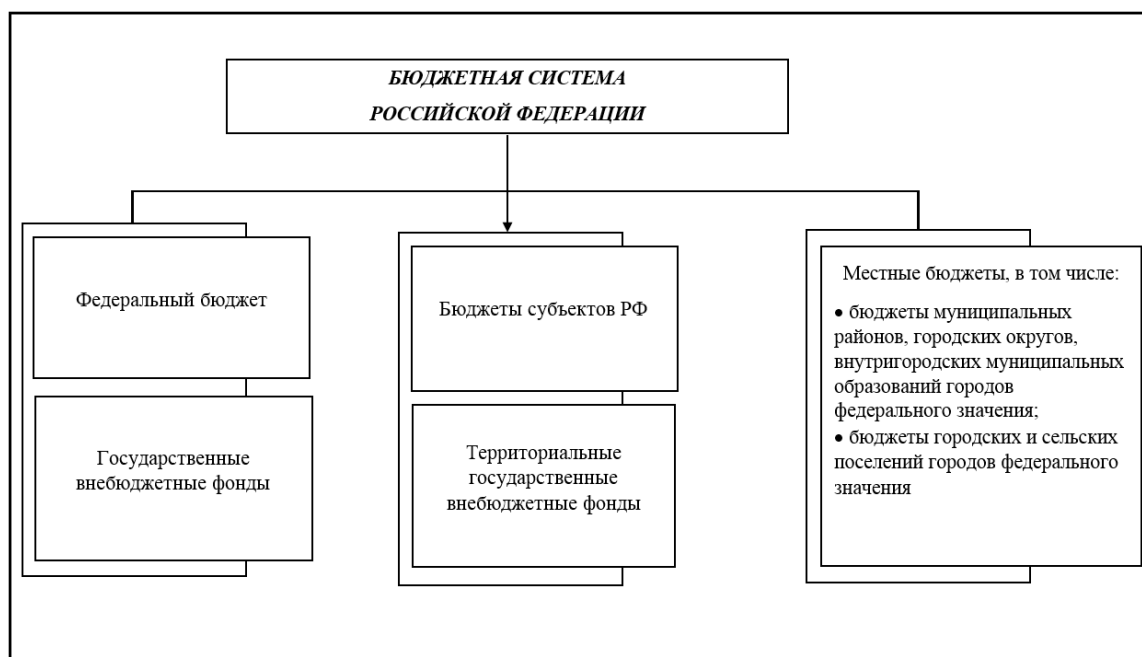 БЮДЖЕТНАЯ СИСТЕМА
РОССИЙСКОЙ ФЕДЕРАЦИИ
Федеральный бюджет
Государственные
внебюджетные фонды
Бюджеты субъектов РФ
Территориальные
государственные
внебюджетные фонды
Местные бюджеты, в том числе:
• бюджеты муниципальных
районов, городских округов,
внутригородских муниципальных
образований городов
федерального значения;
• бюджеты городских и сельских
поселений городов федерального
значения